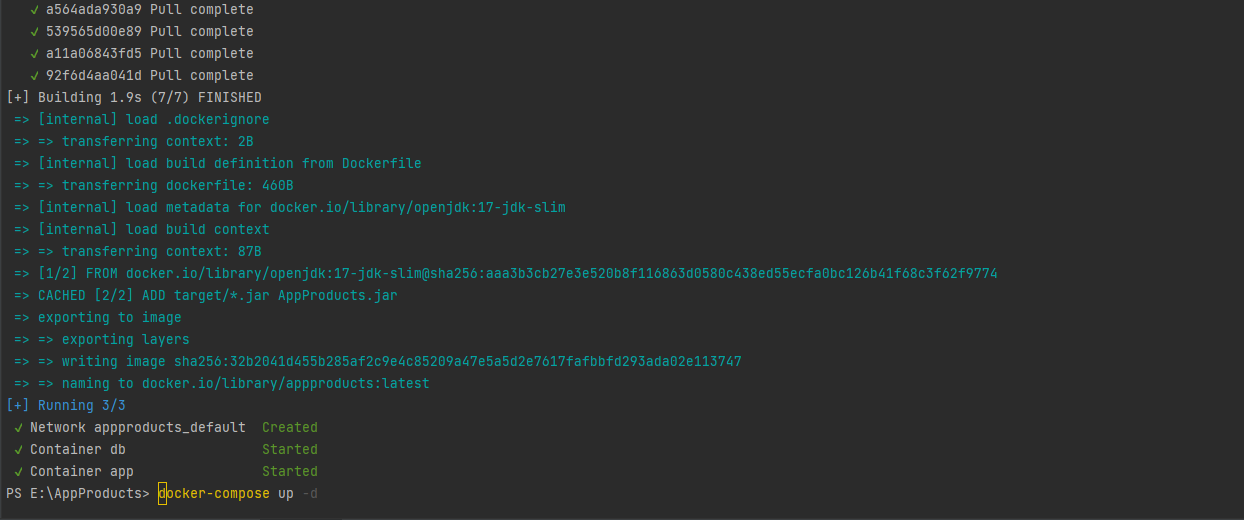 ✓ a564ada930a9 Pull complete
✓ 539565d00e89 Pull complete
✓ a11a06843fd5 Pull complete
✓ 92f6d4aa041d Pull complete
[+] Building 1.9s (7/7) FINISHED
=> [internal] load .dockerignore
=> => transferring context: 2B
=> [internal] load build definition from Dockerfile
=> => transferring dockerfile: 460B
=> [internal] load metadata for docker.io/library/openjdk:17-jdk-slim
=> [internal] load build context
=> => transferring context: 87B
=> [1/2] FROM docker.io/library/openjdk:17-jdk-slim@sha256:aaa3b3cb27e3e520b8f116863d0580c438ed55ecfa0bc126b41f68c3f62f9774
=> CACHED [2/2] ADD target/*.jar AppProducts.jar
=> exporting to image
=> => exporting layers
=> => writing image sha256:32b2041d455b285af2c9e4c85209a47e5a5d2e7617fafbbfd293ada02e113747
=> => naming to docker.io/library/appproducts:latest
[+] Running 3/3
✓ Network appproducts_default Created
✓ Container db Started
✓ Container app Started
PS E:\AppProducts> docker-compose up -d